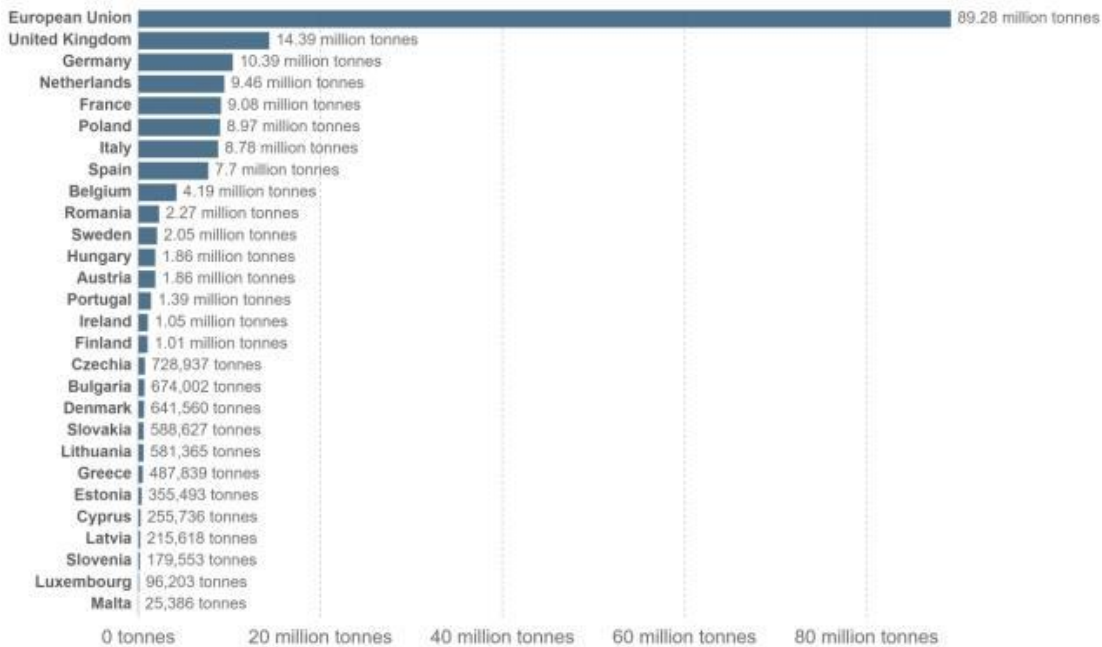 European Union 89.28 million tonnes
United Kingdom 14.39 million tonnes
Germany 10.39 million tonnes
Netherlands 9.46 million tonnes
France 9.08 million tonnes
Poland 8.97 million tonnes
Italy 8.78 million tonnes
Spain 7.7 million tonnes
Belgium 4.19 million tonnes
Romania 2.27 million tonnes
Sweden 2.05 million tonnes
Hungary 1.86 million tonnes
Austria 1.86 million tonnes
Portugal 1.39 million tonnes
Ireland 1.05 million tonnes
Finland 1.01 million tonnes
Czechia 728,937 tonnes
Bulgaria 674,002 tonnes
Denmark 641,560 tonnes
Slovakia 588,627 tonnes
Lithuania 581,365 tonnes
Greece 487,839 tonnes
Estonia 355,493 tonnes
Cyprus 255,736 tonnes
Latvia 215,618 tonnes
Slovenia 179,553 tonnes
Luxembourg 96,203 tonnes
Malta 25,386 tonnes
0 tonnes 20 million tonnes 40 million tonnes 60 million tonnes 80 million tonnes